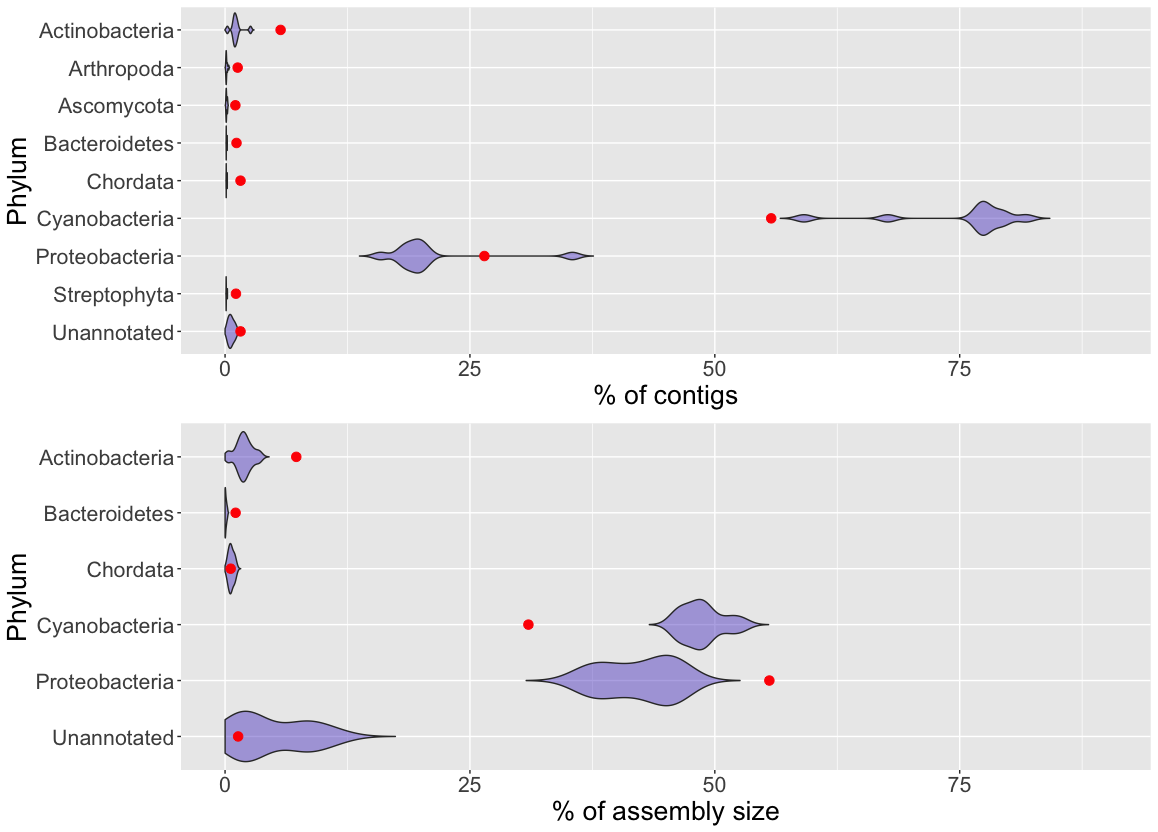 Phylum
Actinobacteria
Arthropoda
Ascomycota
Bacteroidetes
Chordata
Cyanobacteria
Proteobacteria
Streptophyta
Unannotated
0 25 50 75
% of contigs
Phylum
Actinobacteria
Bacteroidetes
Chordata
Cyanobacteria
Proteobacteria
Unannotated
0 25 50 75
% of assembly size